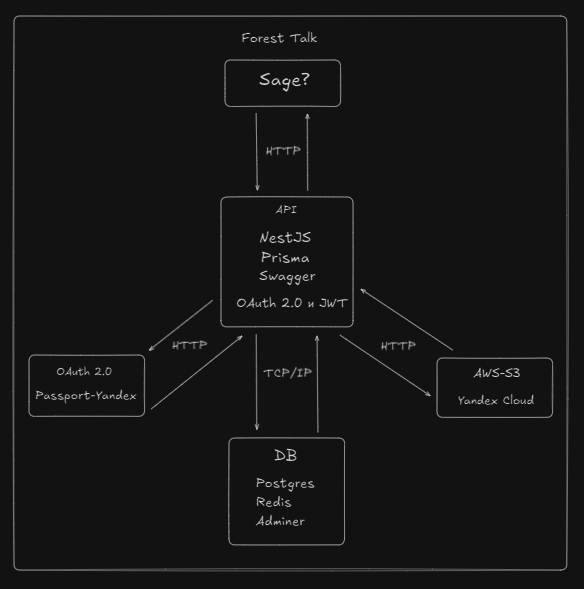 Forest Talk
Sage?
HTTP
API
NestJS
Prisma
Swagger
OAuth 2.0 и JWT
HTTP
HTTP
OAuth 2.0
Passport-Yandex
TCP/IP
AWS-S3
Yandex Cloud
DB
Postgres
Redis
Adminer